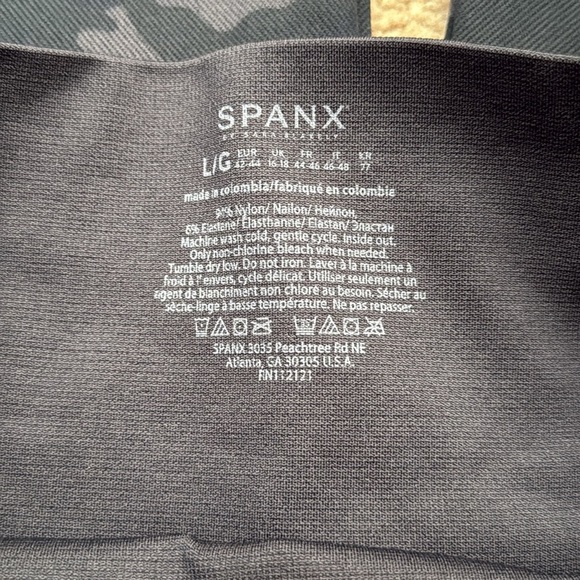 SPANX®
BY SARA BLAKELY
L/G EUR 42-44 UK 16-18 FR 44-46 IT 46-48 KR 77
made in colombia/fabriqué en colombie
94% Nylon/ Nailon/ Нейлон,
6% Elastene/ Élasthanne/ Elastan/ Эластан
Machine wash cold, gentle cycle. Inside out.
Only non-chlorine bleach when needed.
Tumble dry low. Do not iron. Laver à la machine à
froid à l' envers, cycle délicat. Utiliser seulement un
agent de blanchiment non chloré au besoin. Sécher au
sèche-linge à basse température. Ne pas repasser.
SPANX 3035 Peachtree Rd NE
Atlanta, GA 30305 U.S.A.
RN112121